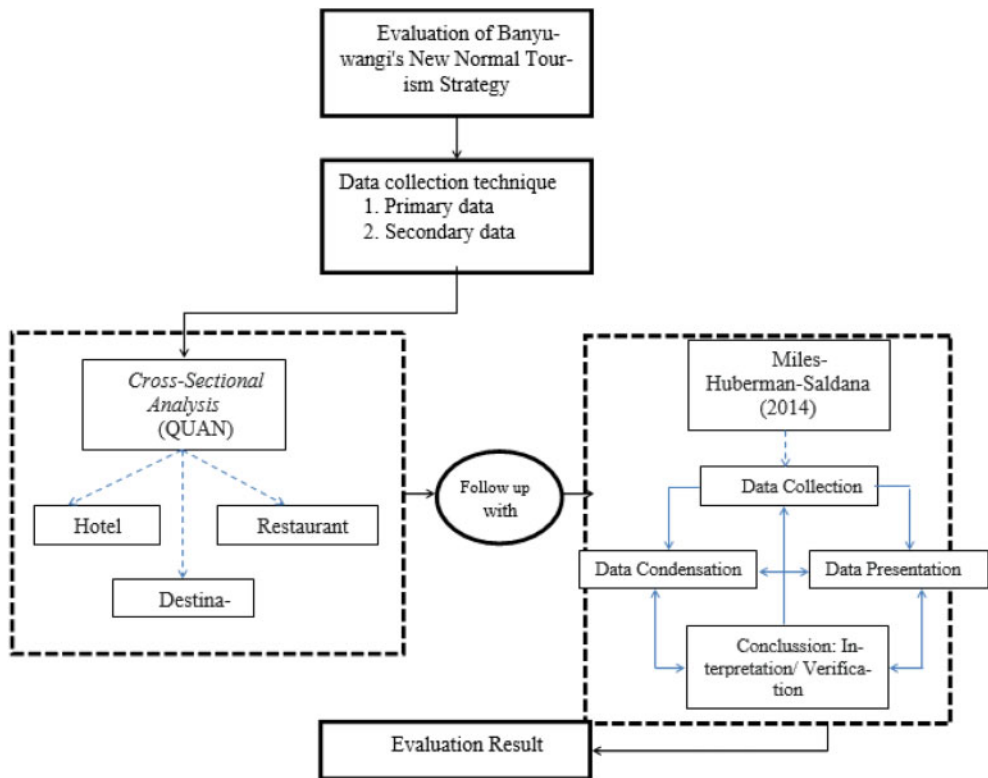 Evaluation of Banyu-
wangi's New Normal Tour-
ism Strategy
Data collection technique
1. Primary data
2. Secondary data
Cross-Sectional
Analysis
(QUAN)
Hotel
Restaurant
Destina-
Follow up
with
Miles-
Huberman-Saldana
(2014)
Data Collection
Data Condensation
Data Presentation
Conclussion: In-
terpretation/ Verifica-
tion
Evaluation Result